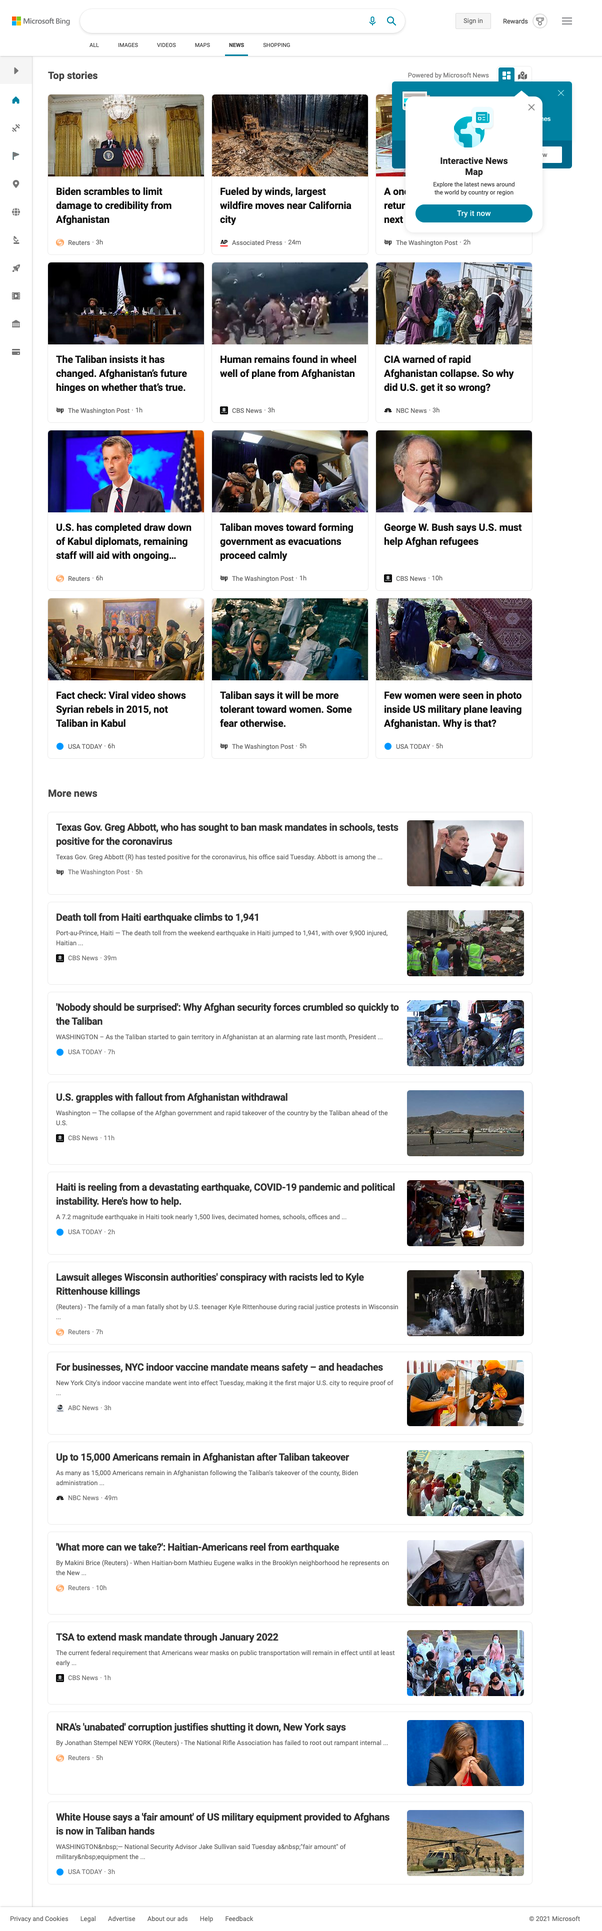 Microsoft Bing
Sign in
Rewards
ALL
IMAGES
VIDEOS
MAPS
NEWS
SHOPPING
Top stories
Powered by Microsoft News
Interactive News
Map
Explore the latest news around
the world by country or region
Try it now
Biden scrambles to limit
damage to credibility from
Afghanistan
Reuters · 3h
Fueled by winds, largest
wildfire moves near California
city
AP Associated Press · 24m
next
The Washington Post · 2h
The Taliban insists it has
changed. Afghanistan's future
hinges on whether that's true.
The Washington Post · 1h
Human remains found in wheel
well of plane from Afghanistan
CBS News · 3h
CIA warned of rapid
Afghanistan collapse. So why
did U.S. get it so wrong?
NBC News · 3h
U.S. has completed draw down
of Kabul diplomats, remaining
staff will aid with ongoing...
Reuters · 6h
Taliban moves toward forming
government as evacuations
proceed calmly
The Washington Post · 1h
George W. Bush says U.S. must
help Afghan refugees
CBS News · 10h
Fact check: Viral video shows
Syrian rebels in 2015, not
Taliban in Kabul
USA TODAY · 6h
Taliban says it will be more
tolerant toward women. Some
fear otherwise.
The Washington Post · 5h
Few women were seen in photo
inside US military plane leaving
Afghanistan. Why is that?
USA TODAY · 5h
More news
Texas Gov. Greg Abbott, who has sought to ban mask mandates in schools, tests
positive for the coronavirus
Texas Gov. Greg Abbott (R) has tested positive for the coronavirus, his office said Tuesday. Abbott is among the ...
The Washington Post · 5h
Death toll from Haiti earthquake climbs to 1,941
Port-au-Prince, Haiti — The death toll from the weekend earthquake in Haiti jumped to 1,941, with over 9,900 injured,
Haitian ...
CBS News · 39m
'Nobody should be surprised': Why Afghan security forces crumbled so quickly to
the Taliban
WASHINGTON – As the Taliban started to gain territory in Afghanistan at an alarming rate last month, President ...
USA TODAY · 7h
U.S. grapples with fallout from Afghanistan withdrawal
Washington — The collapse of the Afghan government and rapid takeover of the country by the Taliban ahead of the
U.S.
CBS News · 11h
Haiti is reeling from a devastating earthquake, COVID-19 pandemic and political
instability. Here's how to help.
A 7.2 magnitude earthquake in Haiti took nearly 1,500 lives, decimated homes, schools, offices and ...
USA TODAY · 2h
Lawsuit alleges Wisconsin authorities' conspiracy with racists led to Kyle
Rittenhouse killings
(Reuters) - The family of a man fatally shot by U.S. teenager Kyle Rittenhouse during racial justice protests in Wisconsin
...
Reuters · 7h
For businesses, NYC indoor vaccine mandate means safety – and headaches
New York City's indoor vaccine mandate went into effect Tuesday, making it the first major U.S. city to require proof of
...
ABC News · 3h
Up to 15,000 Americans remain in Afghanistan after Taliban takeover
As many as 15,000 Americans remain in Afghanistan following the Taliban's takeover of the county, Biden
administration ...
NBC News · 49m
'What more can we take?': Haitian-Americans reel from earthquake
By Makini Brice (Reuters) - When Haitian-born Mathieu Eugene walks in the Brooklyn neighborhood he represents on
the New ...
Reuters · 10h
TSA to extend mask mandate through January 2022
The current federal requirement that Americans wear masks on public transportation will remain in effect until at least
early ...
CBS News · 1h
NRA's 'unabated' corruption justifies shutting it down, New York says
By Jonathan Stempel NEW YORK (Reuters) - The National Rifle Association has failed to root out rampant internal ...
Reuters · 5h
White House says a 'fair amount' of US military equipment provided to Afghans
is now in Taliban hands
WASHINGTON&nbsp;— National Security Advisor Jake Sullivan said Tuesday a&nbsp;"fair amount" of
military&nbsp;equipment the ...
USA TODAY · 3h
Privacy and Cookies
Legal
Advertise
About our ads
Help
Feedback
© 2021 Microsoft